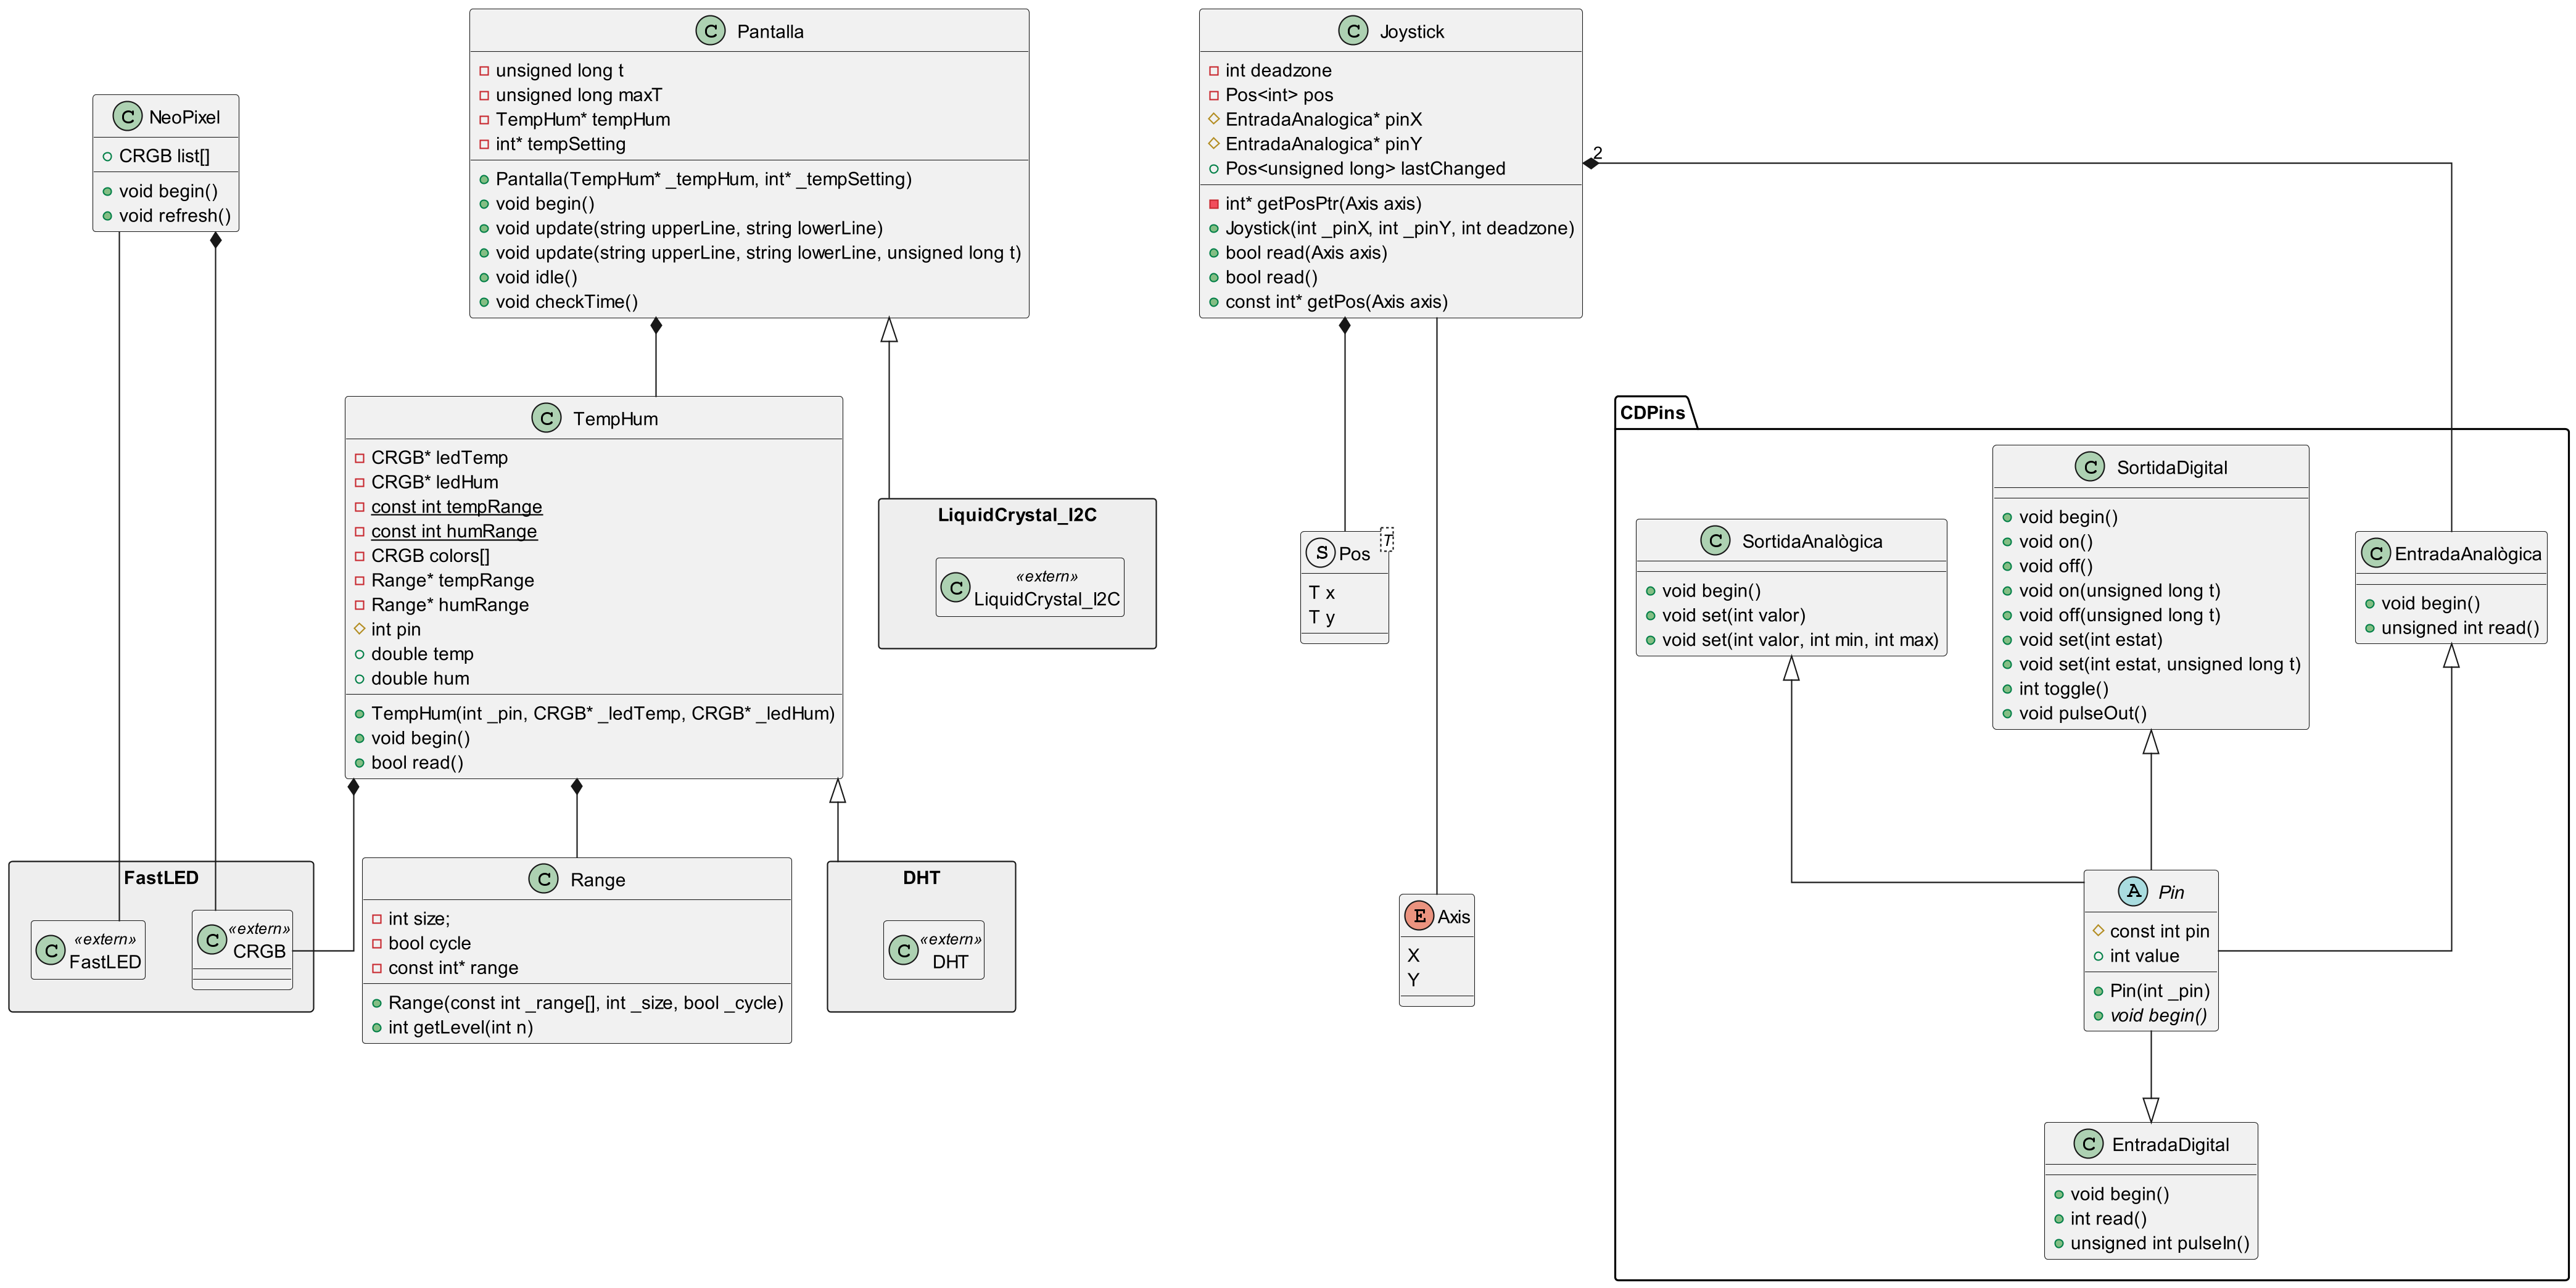 C Pantalla
unsigned long t
unsigned long maxT
TempHum* tempHum
int* tempSetting
Pantalla(TempHum* _tempHum, int* _tempSetting)
void begin()
void update(string upperLine, string lowerLine)
void update(string upperLine, string lowerLine, unsigned long t)
void idle()
void checkTime()
C Joystick
int deadzone
Pos<int> pos
EntradaAnalogica* pinX
EntradaAnalogica* pinY
Pos<unsigned long> lastChanged
int* getPosPtr(Axis axis)
Joystick(int _pinX, int _pinY, int deadzone)
bool read(Axis axis)
bool read()
const int* getPos(Axis axis)
2
C NeoPixel
CRGB list[]
void begin()
void refresh()
C TempHum
CRGB* ledTemp
CRGB* ledHum
const int tempRange
const int humRange
CRGB colors[]
Range* tempRange
Range* humRange
int pin
double temp
double hum
TempHum(int _pin, CRGB* _ledTemp, CRGB* _ledHum)
void begin()
bool read()
LiquidCrystal_I2C
C «extern»
LiquidCrystal_I2C
S Pos T
T x
T y
CDPins
C SortidaAnalògica
void begin()
void set(int valor)
void set(int valor, int min, int max)
C SortidaDigital
void begin()
void on()
void off()
void on(unsigned long t)
void off(unsigned long t)
void set(int estat)
void set(int estat, unsigned long t)
int toggle()
void pulseOut()
C EntradaAnalògica
void begin()
unsigned int read()
FastLED
C «extern»
FastLED
C «extern»
CRGB
C Range
int size;
bool cycle
const int* range
Range(const int _range[], int _size, bool _cycle)
int getLevel(int n)
DHT
C «extern»
DHT
E Axis
X
Y
A Pin
const int pin
int value
Pin(int _pin)
void begin()
C EntradaDigital
void begin()
int read()
unsigned int pulseIn()